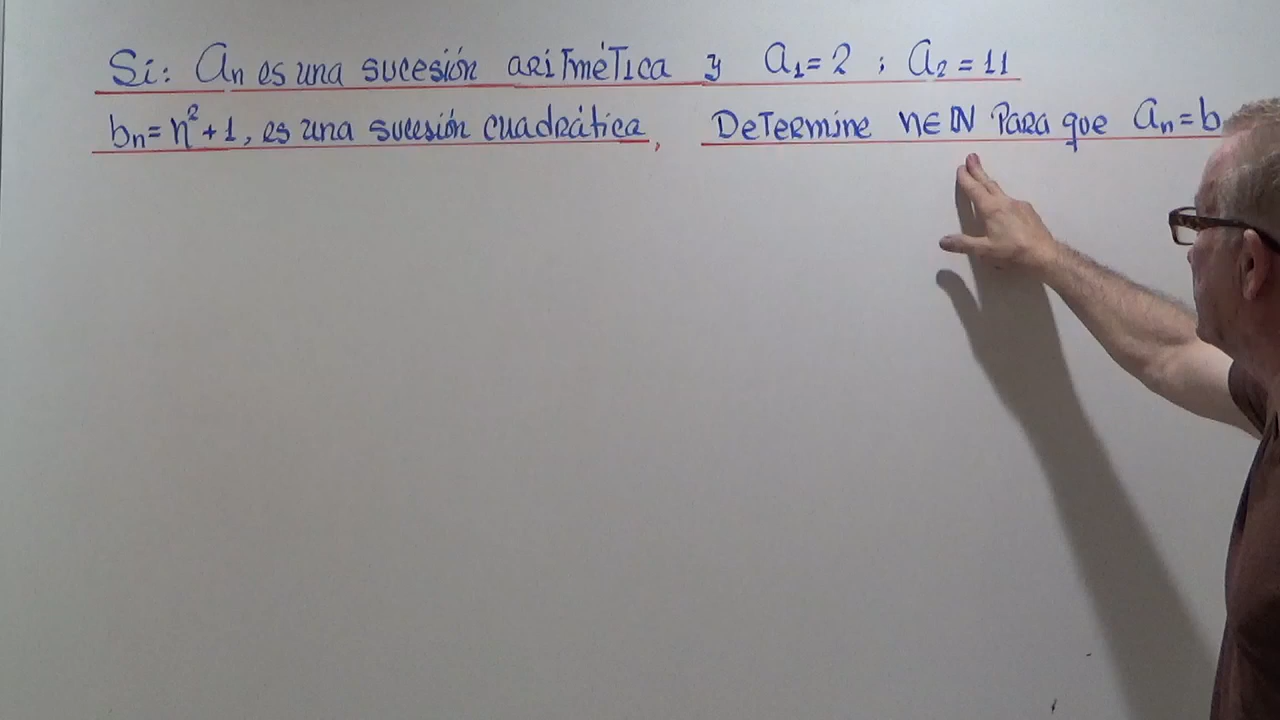 Si: an es una sucesión aritmética y a1=2 ; a2=11
bn=n²+1, es una sucesión cuadrática, Determine n∈ℕ Para que an=b